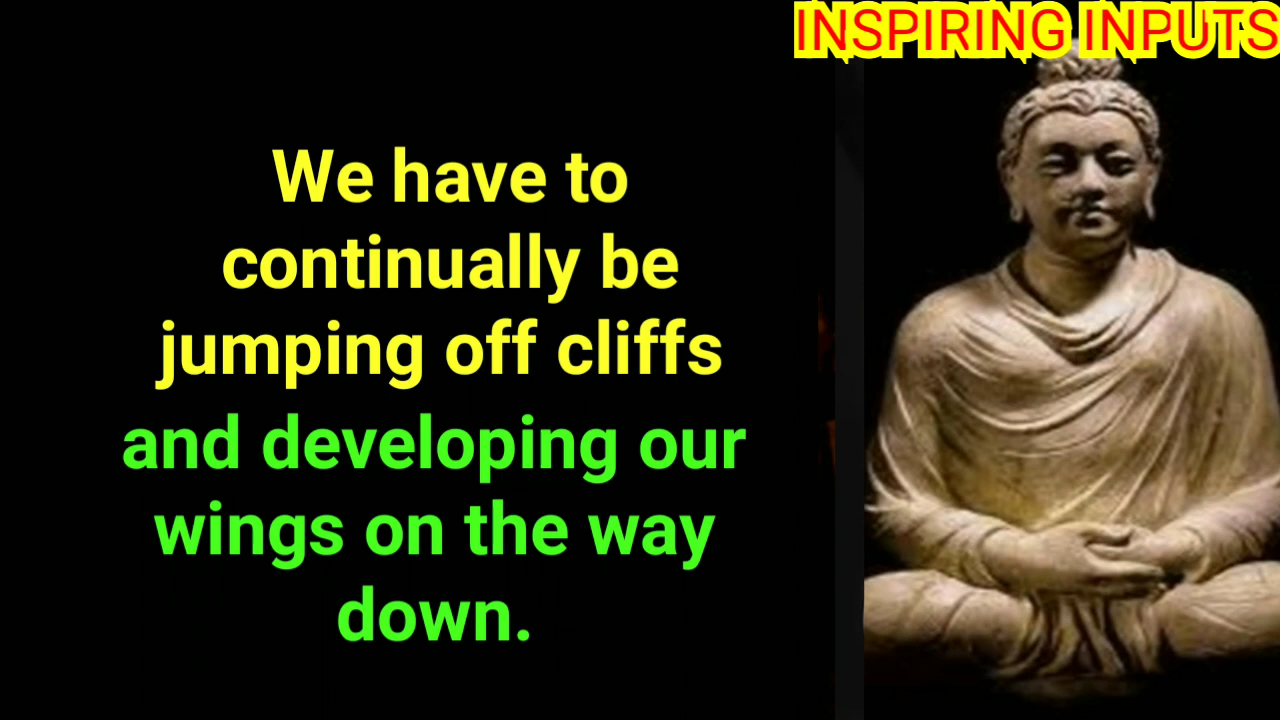 INSPIRING INPUTS
We have to
continually be
jumping off cliffs
and developing our
wings on the way
down.